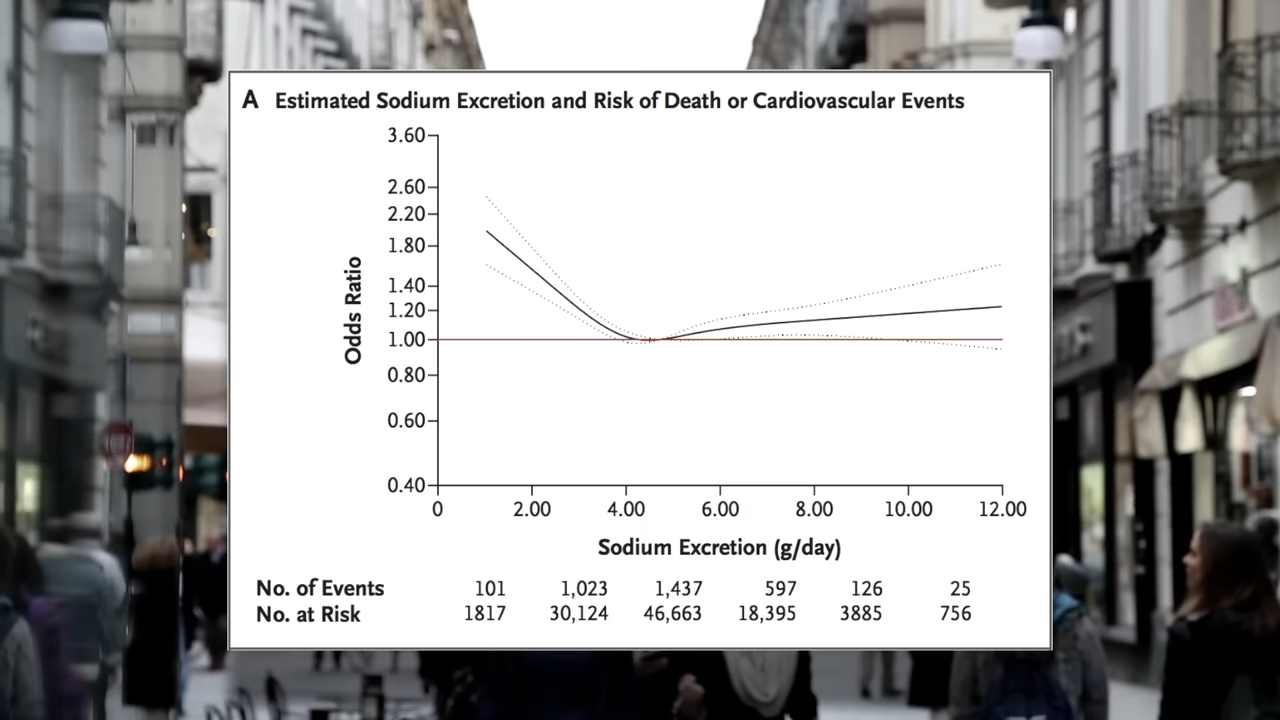 A Estimated Sodium Excretion and Risk of Death or Cardiovascular Events
3.60
2.60
2.20
1.80
1.40
1.20
1.00
0.80
0.60
0.40
Odds Ratio
0 2.00 4.00 6.00 8.00 10.00 12.00
Sodium Excretion (g/day)
No. of Events 101 1,023 1,437 597 126 25
No. at Risk 1817 30,124 46,663 18,395 3885 756